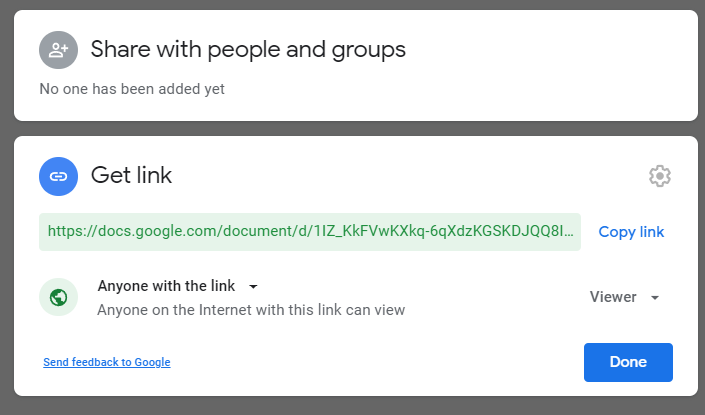 Share with people and groups
No one has been added yet
Get link
https://docs.google.com/document/d/1IZ_KkFVwKXkq-6qXdzKGSKDJQQ8I...
Copy link
Anyone with the link
Anyone on the Internet with this link can view
Viewer
Send feedback to Google
Done